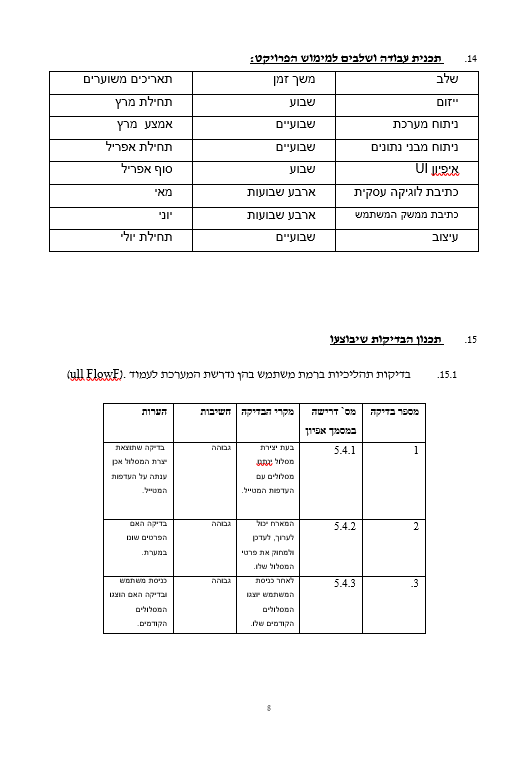 14. תכנית עבודה ושלבים למימוש הפרויקט:
שלב משך זמן תאריכים משוערים
ייזום שבוע תחילת מרץ
ניתוח מערכת שבועיים אמצע מרץ
ניתוח מבני נתונים שבועיים תחילת אפריל
איפיון UI שבוע סוף אפריל
כתיבת לוגיקה עסקית ארבע שבועות מאי
כתיבת ממשק המשתמש ארבע שבועות יוני
עיצוב שבועיים תחילת יולי
15. תכנון הבדיקות שיבוצעו
15.1. בדיקות תהליכיות ברמת משתמש בהן נדרשת המערכת לעמוד .(ull FlowF)
מספר בדיקה מס` דרישה מקרי הבדיקה חשיבות הערות
במסמך אפיון
1 5.4.1 בעת יצירת גבוהה בדיקה שתוצאת
מסלול ינתנו יצרת המסלול אכן
מסלולים עם ענתה על העדפות
העדפות המטייל. המטייל.
2 5.4.2 המארח יכול גבוהה בדיקה האם
לערוך, לעדכן הפרטים שונו
ולמחוק את פרטי במערת.
המסלול שלו.
3. 5.4.3 לאחר כניסת גבוהה כניסת משתמש
המשתמש יוצגו ובדיקה האם הוצגו
המסלולים המסלולים
הקודמים שלו. הקודמים.
8